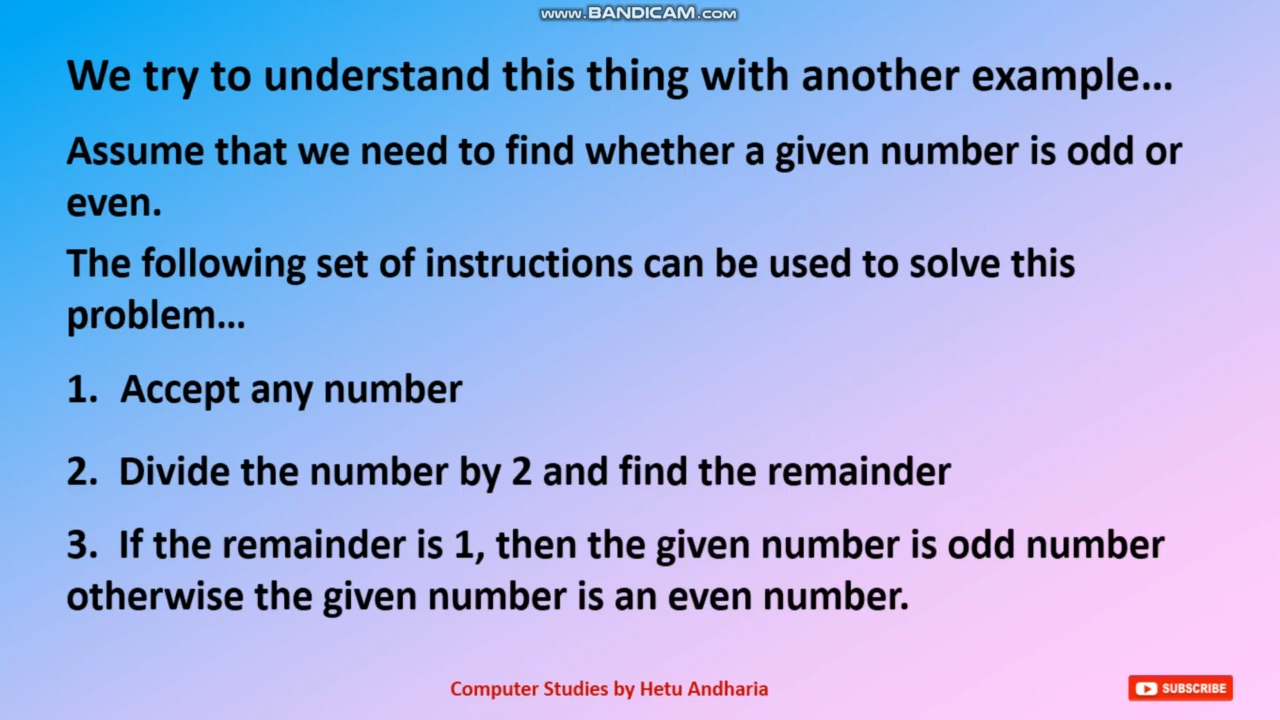 www.BANDICAM.com
We try to understand this thing with another example...
Assume that we need to find whether a given number is odd or
even.
The following set of instructions can be used to solve this
problem...
1. Accept any number
2. Divide the number by 2 and find the remainder
3. If the remainder is 1, then the given number is odd number
otherwise the given number is an even number.
Computer Studies by Hetu Andharia
SUBSCRIBE